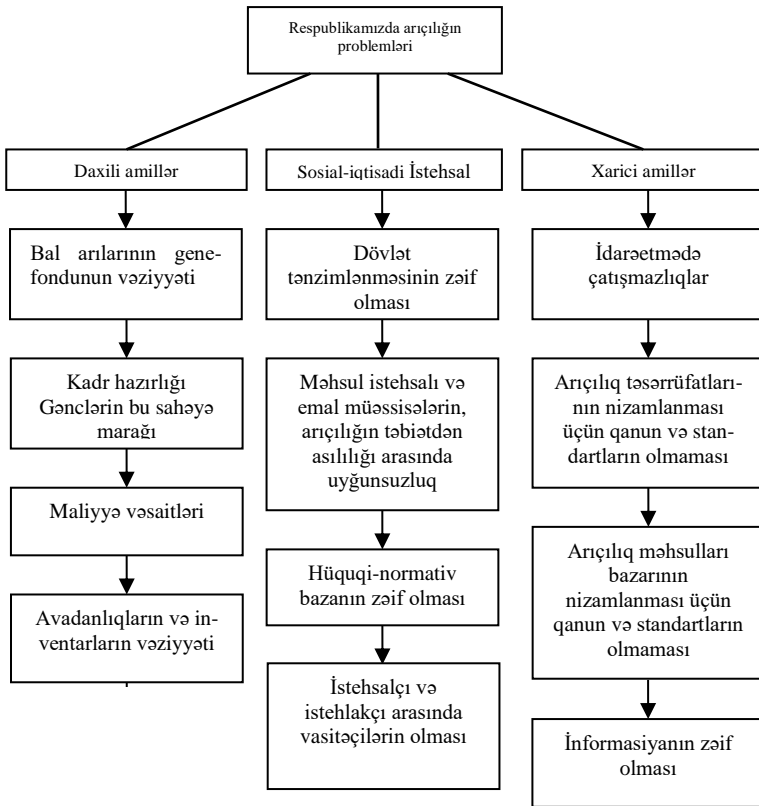 Respublikamızda arıçılığın
problemləri
Daxili amillər
Bal arılarının gene-
fondunun vəziyyəti
Kadr hazırlığı
Gənclərin bu sahəyə
marağı
Maliyyə vəsaitləri
Avadanlıqların və in-
ventarların vəziyyəti
Sosial-iqtisadi İstehsal
Dövlət
tənzimlənməsinin zəif
olması
Məhsul istehsalı və
emal müəssisələrin,
arıçılığın təbiətdən
asılılığı arasında
uyğunsuzluq
Hüquqi-normativ
bazanın zəif olması
İstehsalçı və
istehlakçı arasında
vasitəçilərin olması
Xarici amillər
İdarəetmədə
çatışmazlıqlar
Arıçılıq təsərrüfatları-
nın nizamlanması
üçün qanun və stan-
dartların olmaması
Arıçılıq məhsulları
bazarının
nizamlanması üçün
qanun və standartların
olmaması
İnformasiyanın zəif
olması